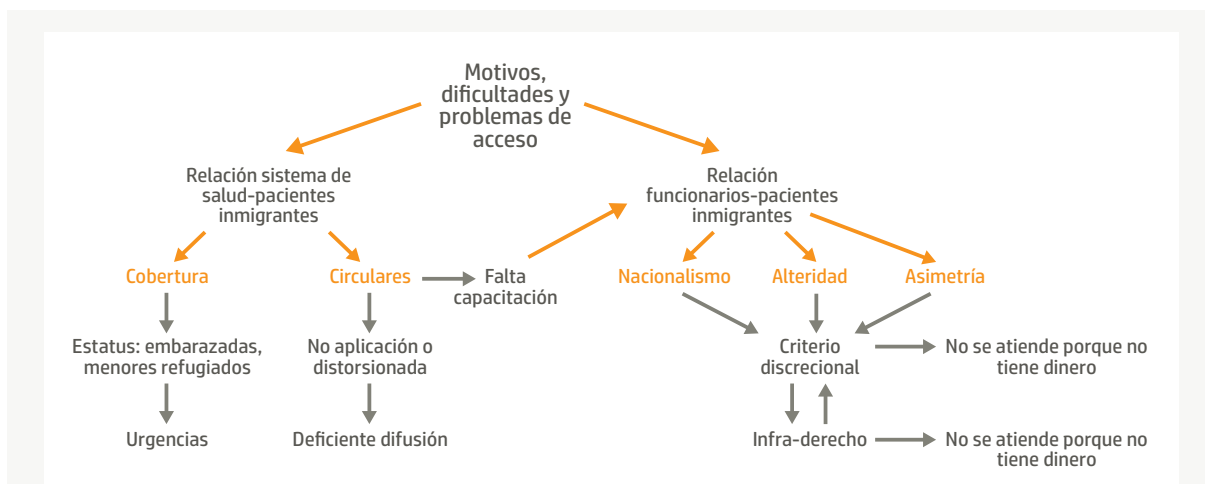 Motivos,
dificultades y
problemas de
acceso
Relación sistema de
salud-pacientes
inmigrantes
Relación
funcionarios-pacientes
inmigrantes
Cobertura
Circulares
Falta
capacitación
Nacionalismo
Alteridad
Asimetría
Estatus: embarazadas,
menores refugiados
No aplicación o
distorsionada
Criterio
discrecional
No se atiende porque no
tiene dinero
Urgencias
Deficiente difusión
Infra-derecho
No se atiende porque no
tiene dinero